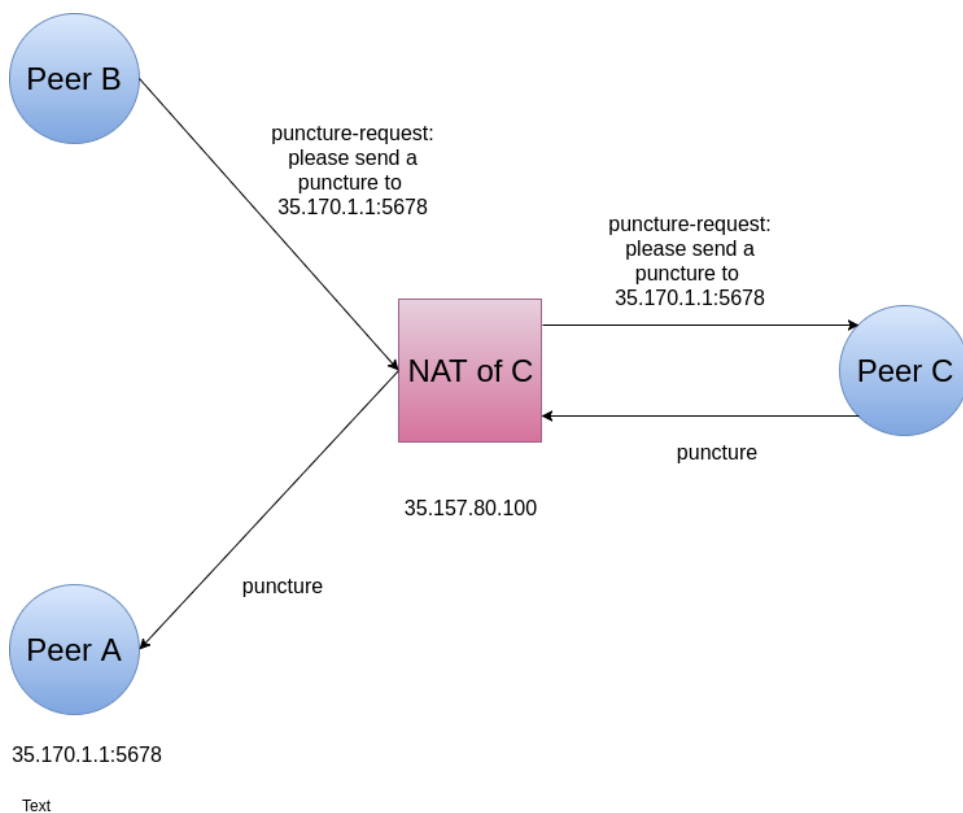 Peer B
puncture-request:
please send a
puncture to
35.170.1.1:5678
puncture-request:
please send a
puncture to
35.170.1.1:5678
NAT of C
Peer C
puncture
35.157.80.100
puncture
Peer A
35.170.1.1:5678
Text